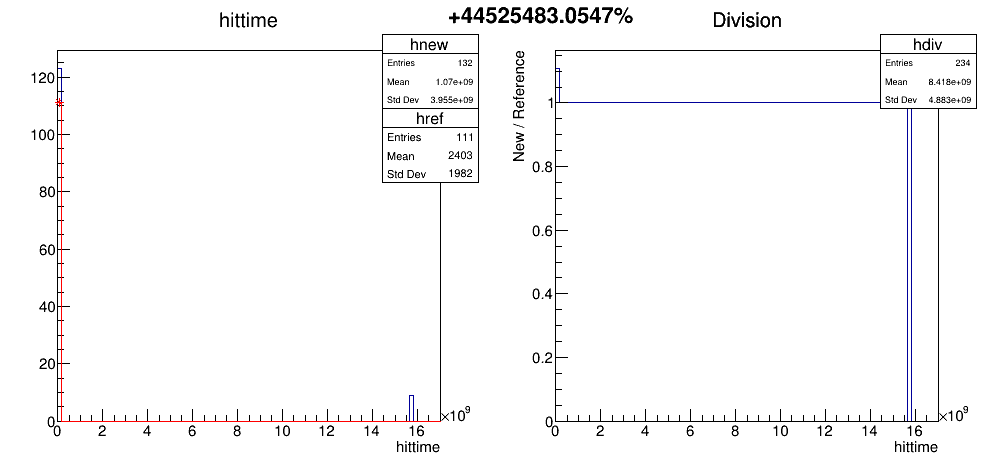 +44525483.0547%
hittime
hnew
Entries 132
Mean 1.07e+09
Std Dev 3.955e+09
href
Entries 111
Mean 2403
Std Dev 1982
120
100
80
60
40
20
0
0 2 4 6 8 10 12 14 16 ×10⁹
hittime
Division
hdiv
Entries 234
Mean 8.418e+09
Std Dev 4.883e+09
New / Reference
1
0.8
0.6
0.4
0.2
0
0 2 4 6 8 10 12 14 16 ×10⁹
hittime